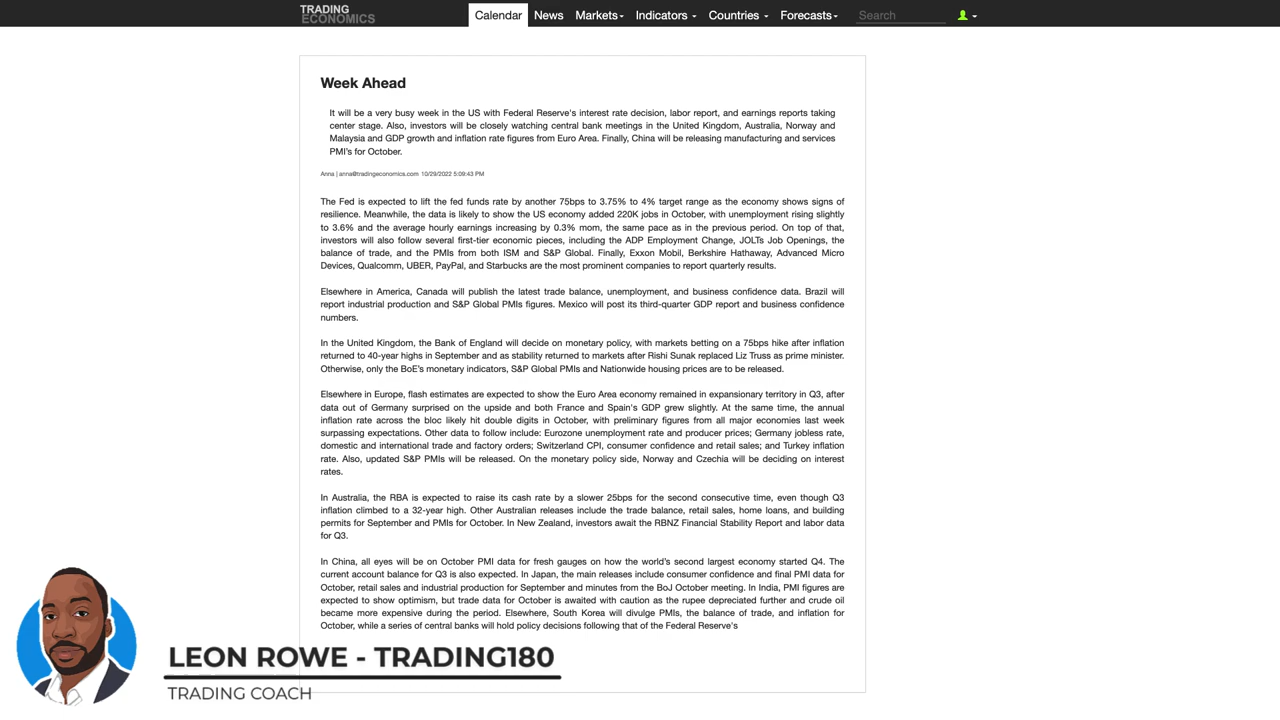 TRADING
ECONOMICS
Calendar News Markets Indicators Countries Forecasts Search
Week Ahead
It will be a very busy week in the US with Federal Reserve's interest rate decision, labor report, and earnings reports taking
center stage. Also, investors will be closely watching central bank meetings in the United Kingdom, Australia, Norway and
Malaysia and GDP growth and inflation rate figures from Euro Area. Finally, China will be releasing manufacturing and services
PMI's for October.
Anna | anna@tradingeconomics.com 10/29/2022 5:09:43 PM
The Fed is expected to lift the fed funds rate by another 75bps to 3.75% to 4% target range as the economy shows signs of
resilience. Meanwhile, the data is likely to show the US economy added 220K jobs in October, with unemployment rising slightly
to 3.6% and the average hourly earnings increasing by 0.3% mom, the same pace as in the previous period. On top of that,
investors will also follow several first-tier economic pieces, including the ADP Employment Change, JOLTs Job Openings, the
balance of trade, and the PMIs from both ISM and S&P Global. Finally, Exxon Mobil, Berkshire Hathaway, Advanced Micro
Devices, Qualcomm, UBER, PayPal, and Starbucks are the most prominent companies to report quarterly results.
Elsewhere in America, Canada will publish the latest trade balance, unemployment, and business confidence data. Brazil will
report industrial production and S&P Global PMIs figures. Mexico will post its third-quarter GDP report and business confidence
numbers.
In the United Kingdom, the Bank of England will decide on monetary policy, with markets betting on a 75bps hike after inflation
returned to 40-year highs in September and as stability returned to markets after Rishi Sunak replaced Liz Truss as prime minister.
Otherwise, only the BoE's monetary indicators, S&P Global PMIs and Nationwide housing prices are to be released.
Elsewhere in Europe, flash estimates are expected to show the Euro Area economy remained in expansionary territory in Q3, after
data out of Germany surprised on the upside and both France and Spain's GDP grew slightly. At the same time, the annual
inflation rate across the bloc likely hit double digits in October, with preliminary figures from all major economies last week
surpassing expectations. Other data to follow include: Eurozone unemployment rate and producer prices; Germany jobless rate,
domestic and international trade and factory orders; Switzerland CPI, consumer confidence and retail sales; and Turkey inflation
rate. Also, updated S&P PMIs will be released. On the monetary policy side, Norway and Czechia will be deciding on interest
rates.
In Australia, the RBA is expected to raise its cash rate by a slower 25bps for the second consecutive time, even though Q3
inflation climbed to a 32-year high. Other Australian releases include the trade balance, retail sales, home loans, and building
permits for September and PMIs for October. In New Zealand, investors await the RBNZ Financial Stability Report and labor data
for Q3.
In China, all eyes will be on October PMI data for fresh gauges on how the world's second largest economy started Q4. The
current account balance for Q3 is also expected. In Japan, the main releases include consumer confidence and final PMI data for
October, retail sales and industrial production for September and minutes from the BoJ October meeting. In India, PMI figures are
expected to show optimism, but trade data for October is awaited with caution as the rupee depreciated further and crude oil
became more expensive during the period. Elsewhere, South Korea will divulge PMIs, the balance of trade, and inflation for
October, while a series of central banks will hold policy decisions following that of the Federal Reserve's
LEON ROWE - TRADING180
TRADING COACH